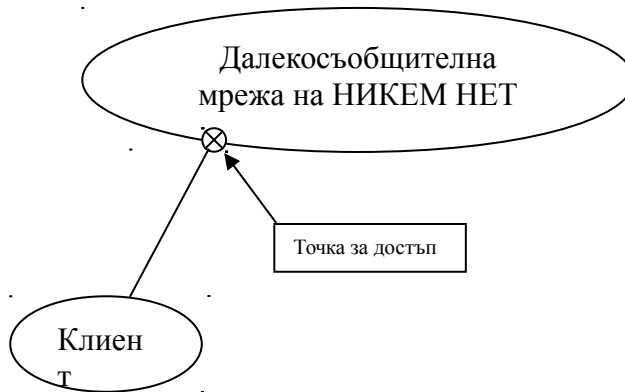 Далекосъобщителна
мрежа на НИКЕМ НЕТ
Точка за достъп
Клиен
т